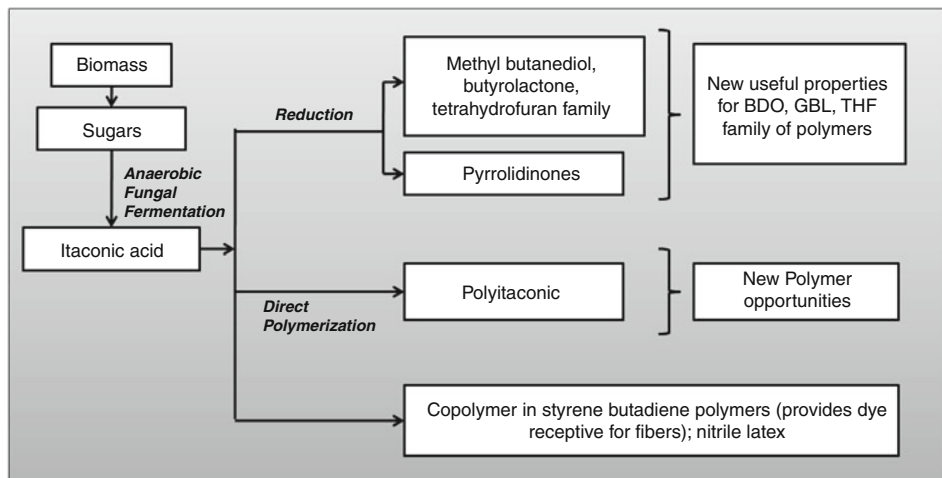 Biomass
Sugars
Anaerobic
Fungal
Fermentation
Itaconic acid
Reduction
Methyl butanediol,
butyrolactone,
tetrahydrofuran family
Pyrrolidinones
New useful properties
for BDO, GBL, THF
family of polymers
Direct
Polymerization
Polyitaconic
New Polymer
opportunities
Copolymer in styrene butadiene polymers (provides dye
receptive for fibers); nitrile latex